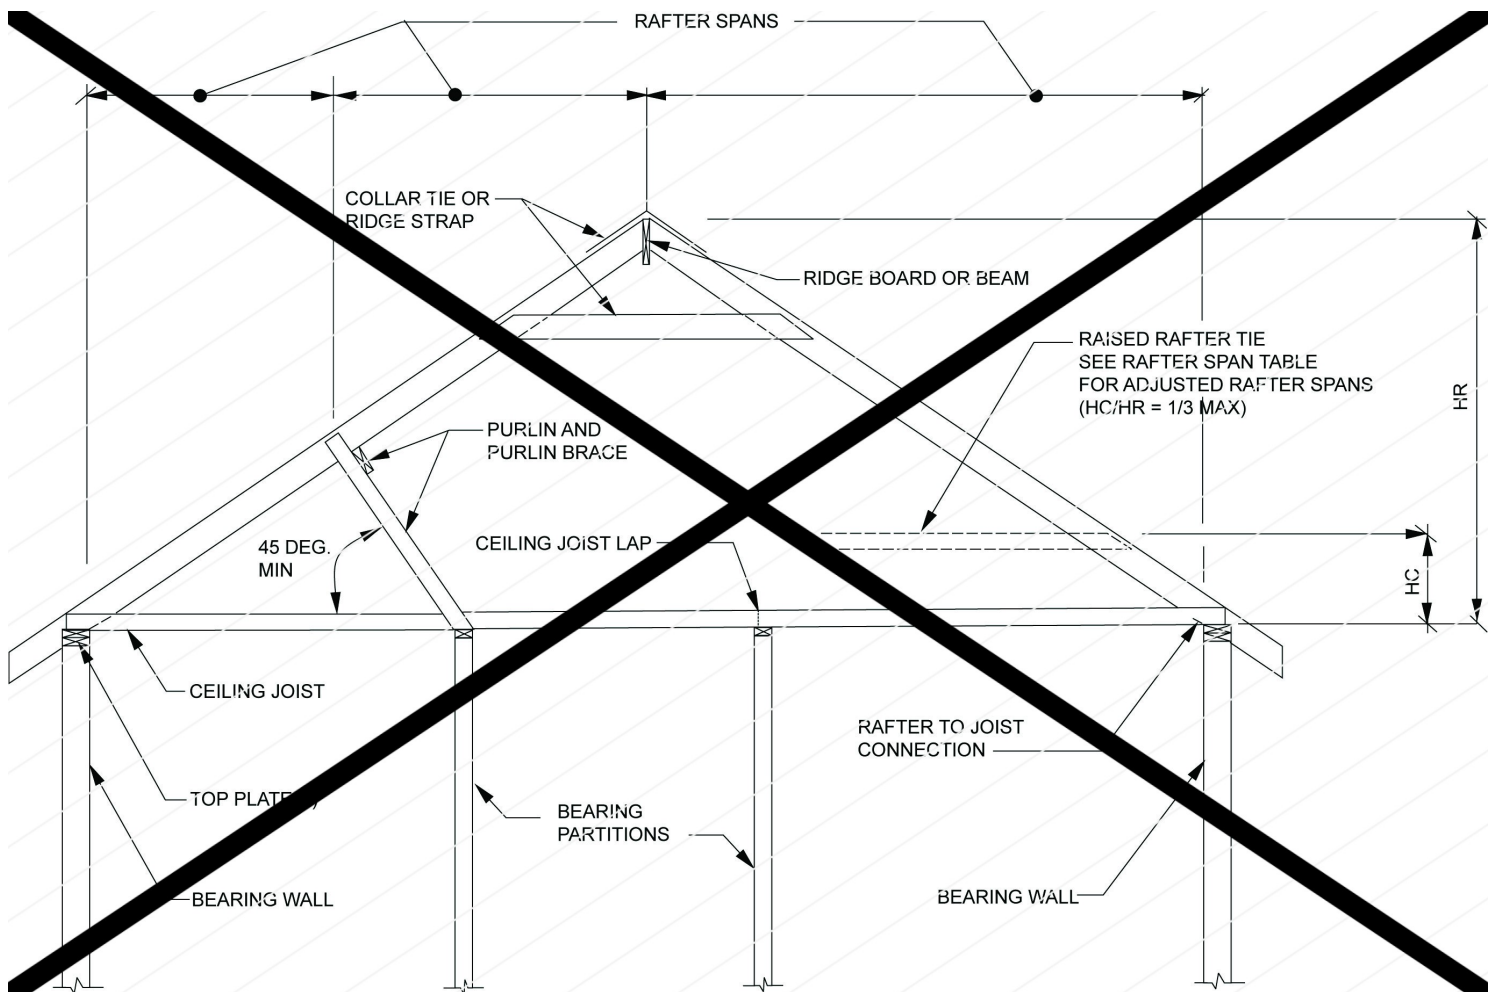 RAFTER SPANS
COLLAR TIE OR
RIDGE STRAP
RIDGE BOARD OR BEAM
RAISED RAFTER TIE
SEE RAFTER SPAN TABLE
FOR ADJUSTED RAFTER SPANS
(HC/HR = 1/3 MAX)
HR
PURLIN AND
PURLIN BRACE
45 DEG.
MIN
CEILING JOIST LAP
HC
CEILING JOIST
RAFTER TO JOIST
CONNECTION
TOP
BEARING
PARTITIONS
BEARING WALL
BEARING WALL